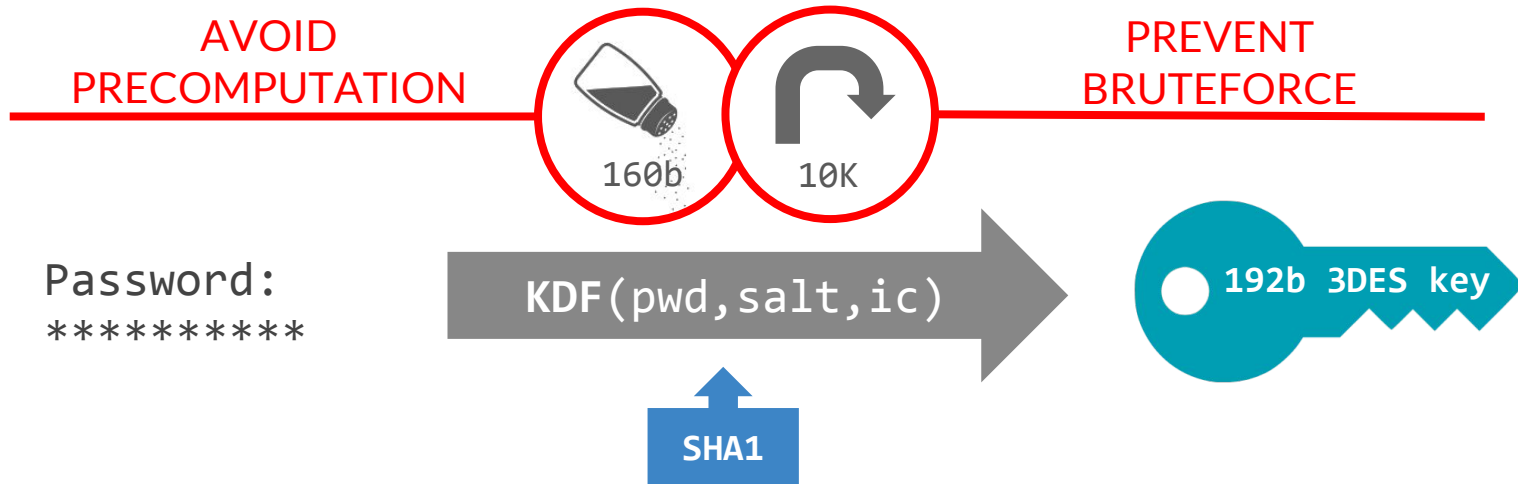 AVOID
PRECOMPUTATION
160b
10K
PREVENT
BRUTEFORCE
Password:
**********
KDF(pwd,salt,ic)
192b 3DES key
SHA1